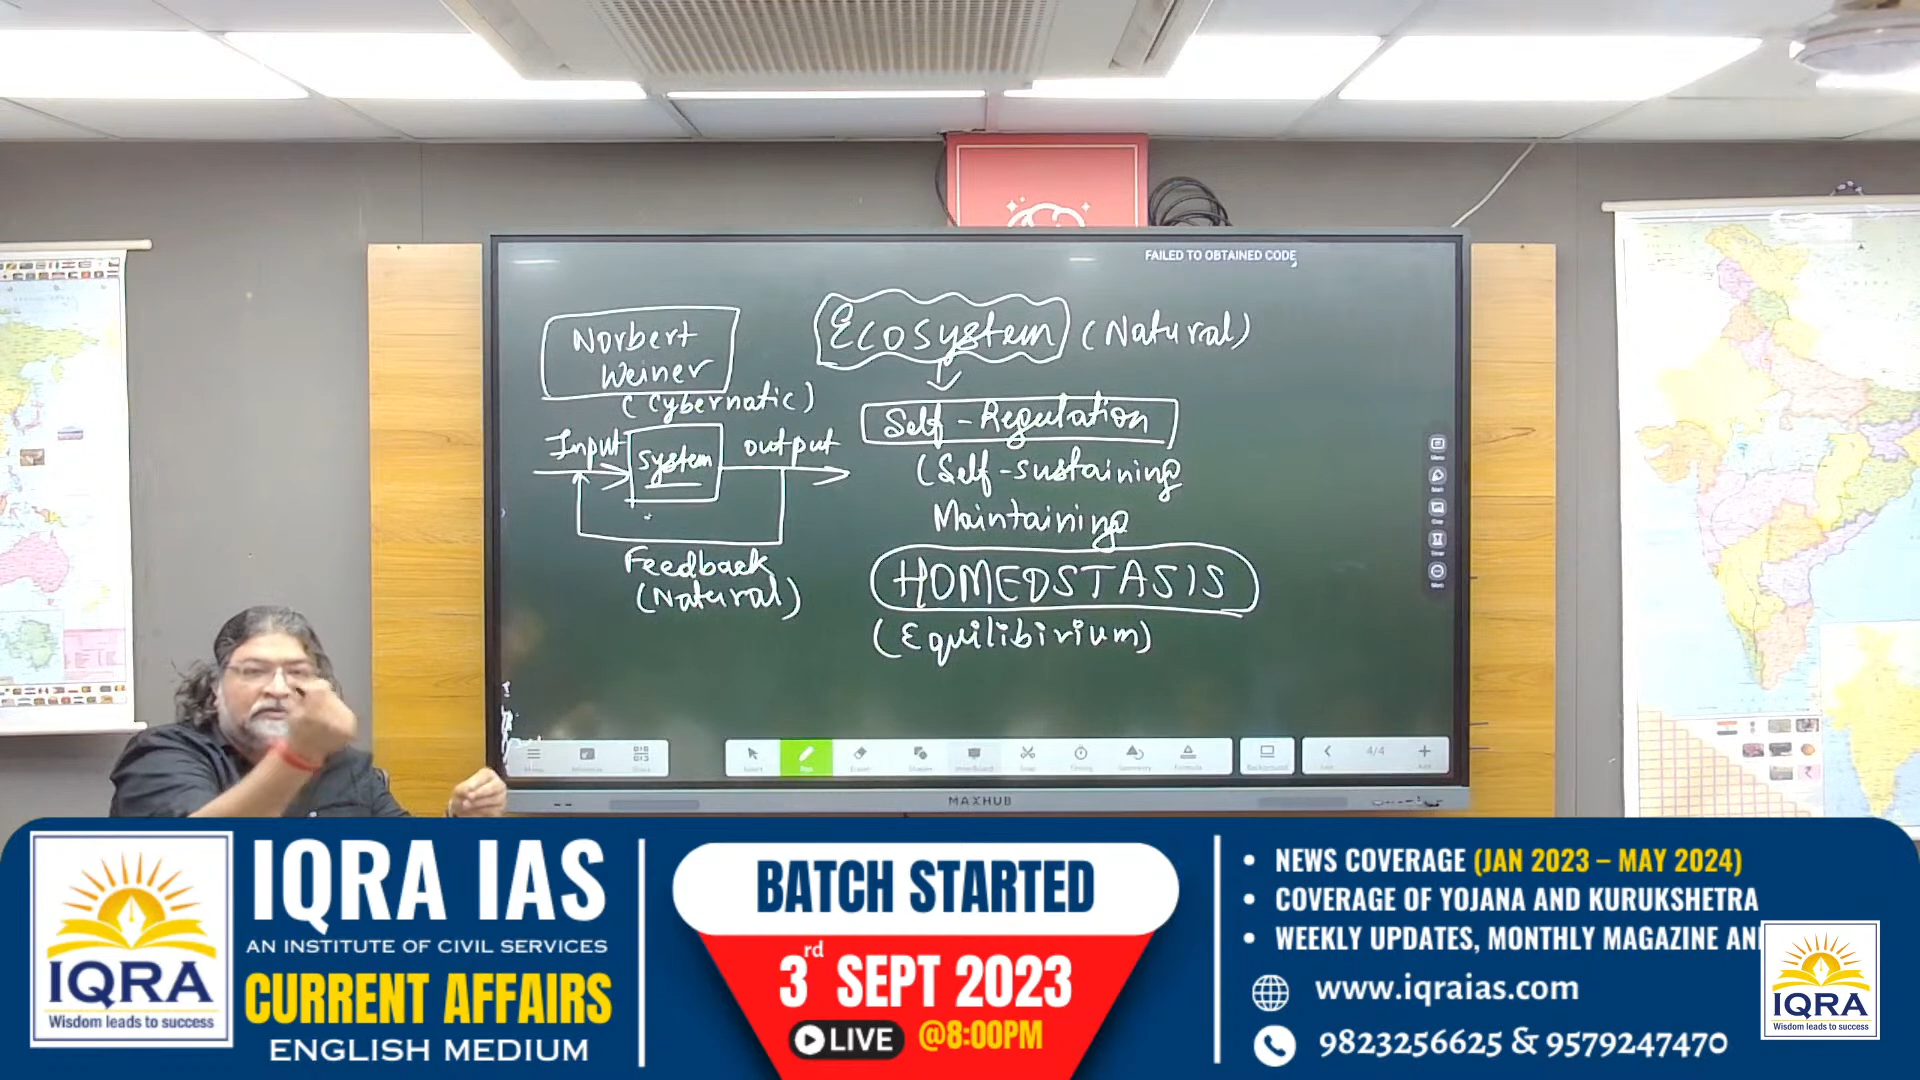 FAILED TO OBTAINED CODE
Norbert
Weiner
(Cybernatic)
Input
System
output
Feedback
(Natural)
Ecosystem (Natural)
Self-Regulation
(Self-sustaining
Maintaining
HOMEOSTASIS
(Equilibirium)
4/4
MAXHUB
IQRA
Wisdom leads to success
IQRA IAS
AN INSTITUTE OF CIVIL SERVICES
CURRENT AFFAIRS
ENGLISH MEDIUM
BATCH STARTED
3rd SEPT 2023
LIVE @8:00PM
• NEWS COVERAGE (JAN 2023 – MAY 2024)
• COVERAGE OF YOJANA AND KURUKSHETRA
• WEEKLY UPDATES, MONTHLY MAGAZINE AN
www.iqraias.com
9823256625 & 9579247470
IQRA
Wisdom leads to success